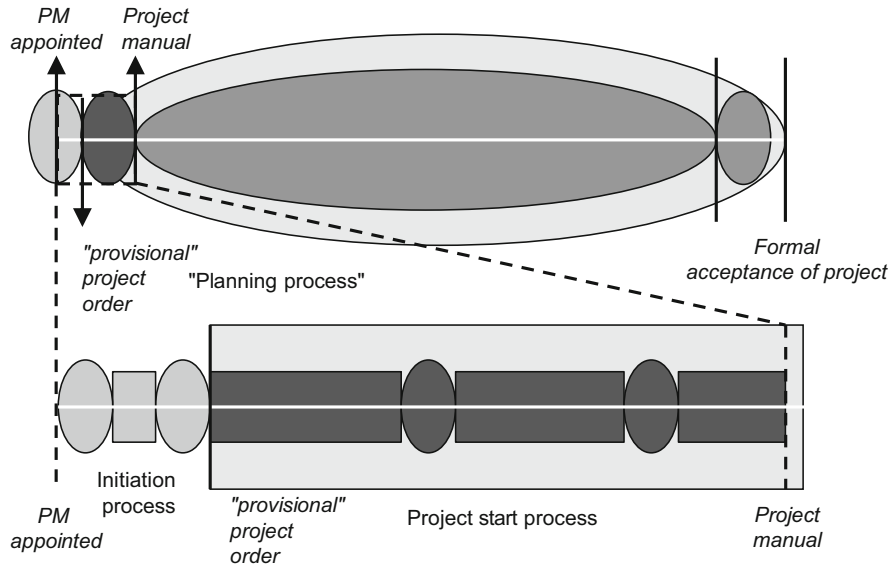 PM
appointed
Project
manual
"provisional"
project
order
"Planning process"
Formal
acceptance of project
Initiation
process
PM
appointed
"provisional"
project
order
Project start process
Project
manual